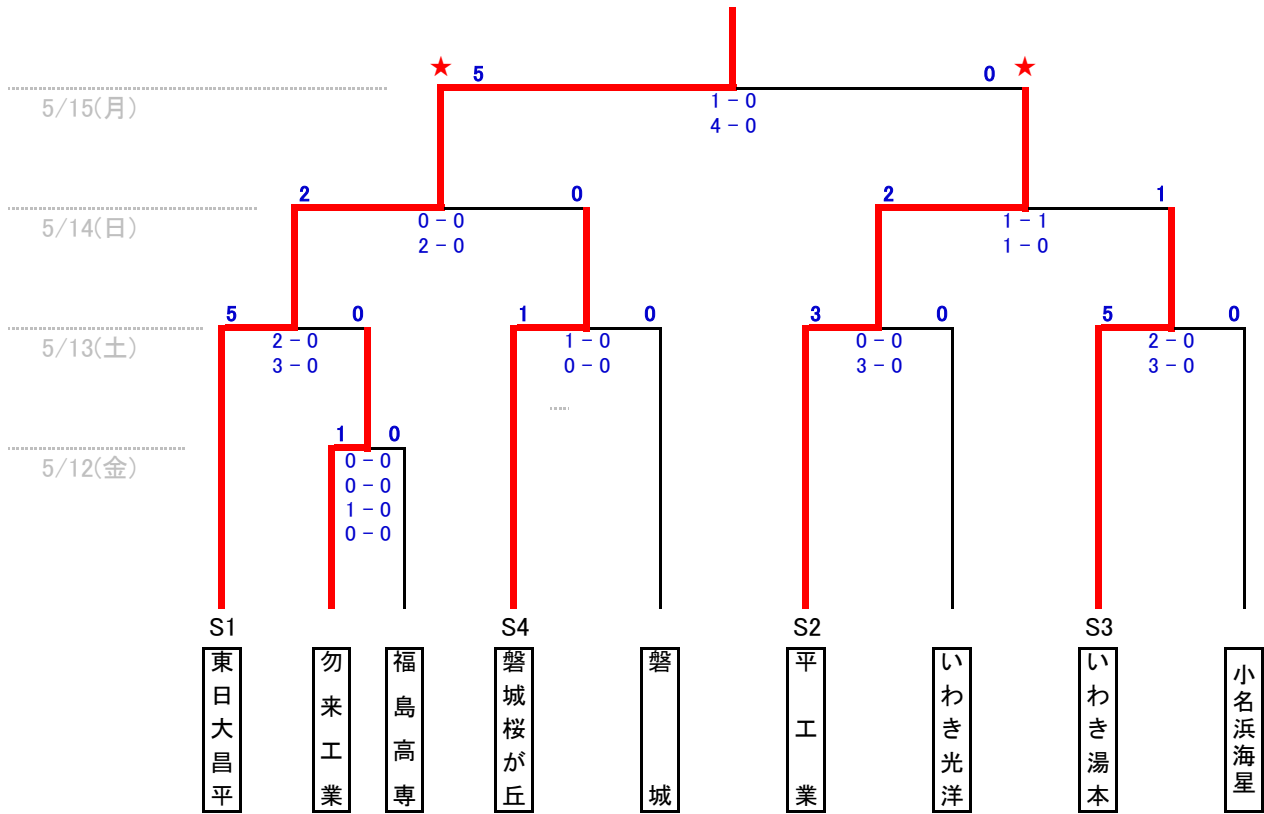 ★ 5 0 ★
5/15(月)
1 − 0
4 − 0
2 0 2 1
5/14(日)
0 − 0 1 − 1
2 − 0 1 − 0
5 0 1 0 3 0 5 0
5/13(土)
2 − 0 1 − 0 0 − 0 2 − 0
3 − 0 0 − 0 3 − 0 3 − 0
1 0
5/12(金)
0 − 0
0 − 0
1 − 0
0 − 0
S1 S4 S2 S3
東日大昌平
勿来工業
福島高専
磐城桜が丘
磐城
平工業
いわき光洋
いわき湯本
小名浜海星